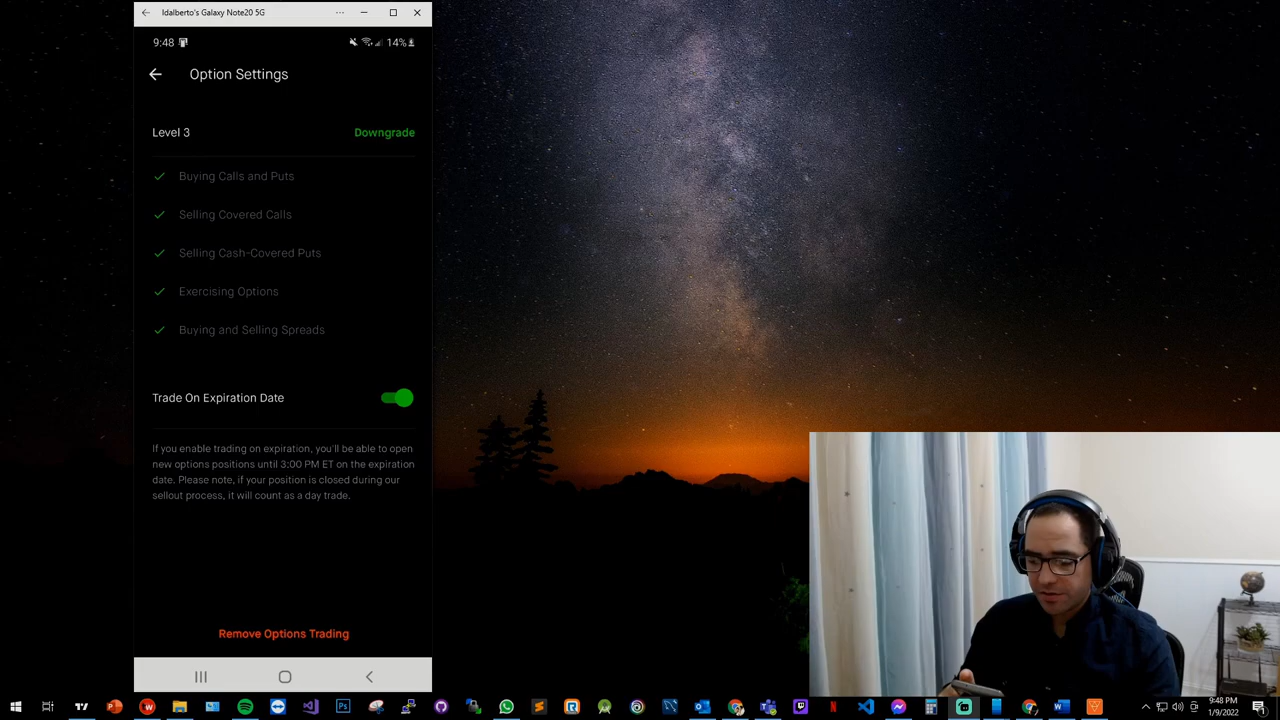 Idalberto's Galaxy Note20 5G
9:48
14%
Option Settings
Level 3
Downgrade
Buying Calls and Puts
Selling Covered Calls
Selling Cash-Covered Puts
Exercising Options
Buying and Selling Spreads
Trade On Expiration Date
If you enable trading on expiration, you'll be able to open
new options positions until 3:00 PM ET on the expiration
date. Please note, if your position is closed during our
sellout process, it will count as a day trade.
Remove Options Trading
9:48 PM
1/9/2022